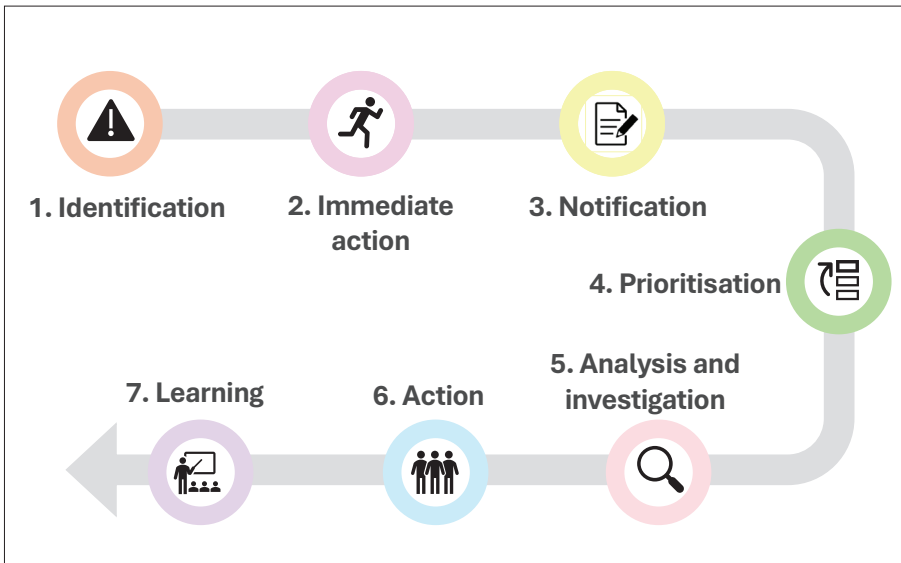 1. Identification
2. Immediate
action
3. Notification
4. Prioritisation
5. Analysis and
investigation
6. Action
7. Learning